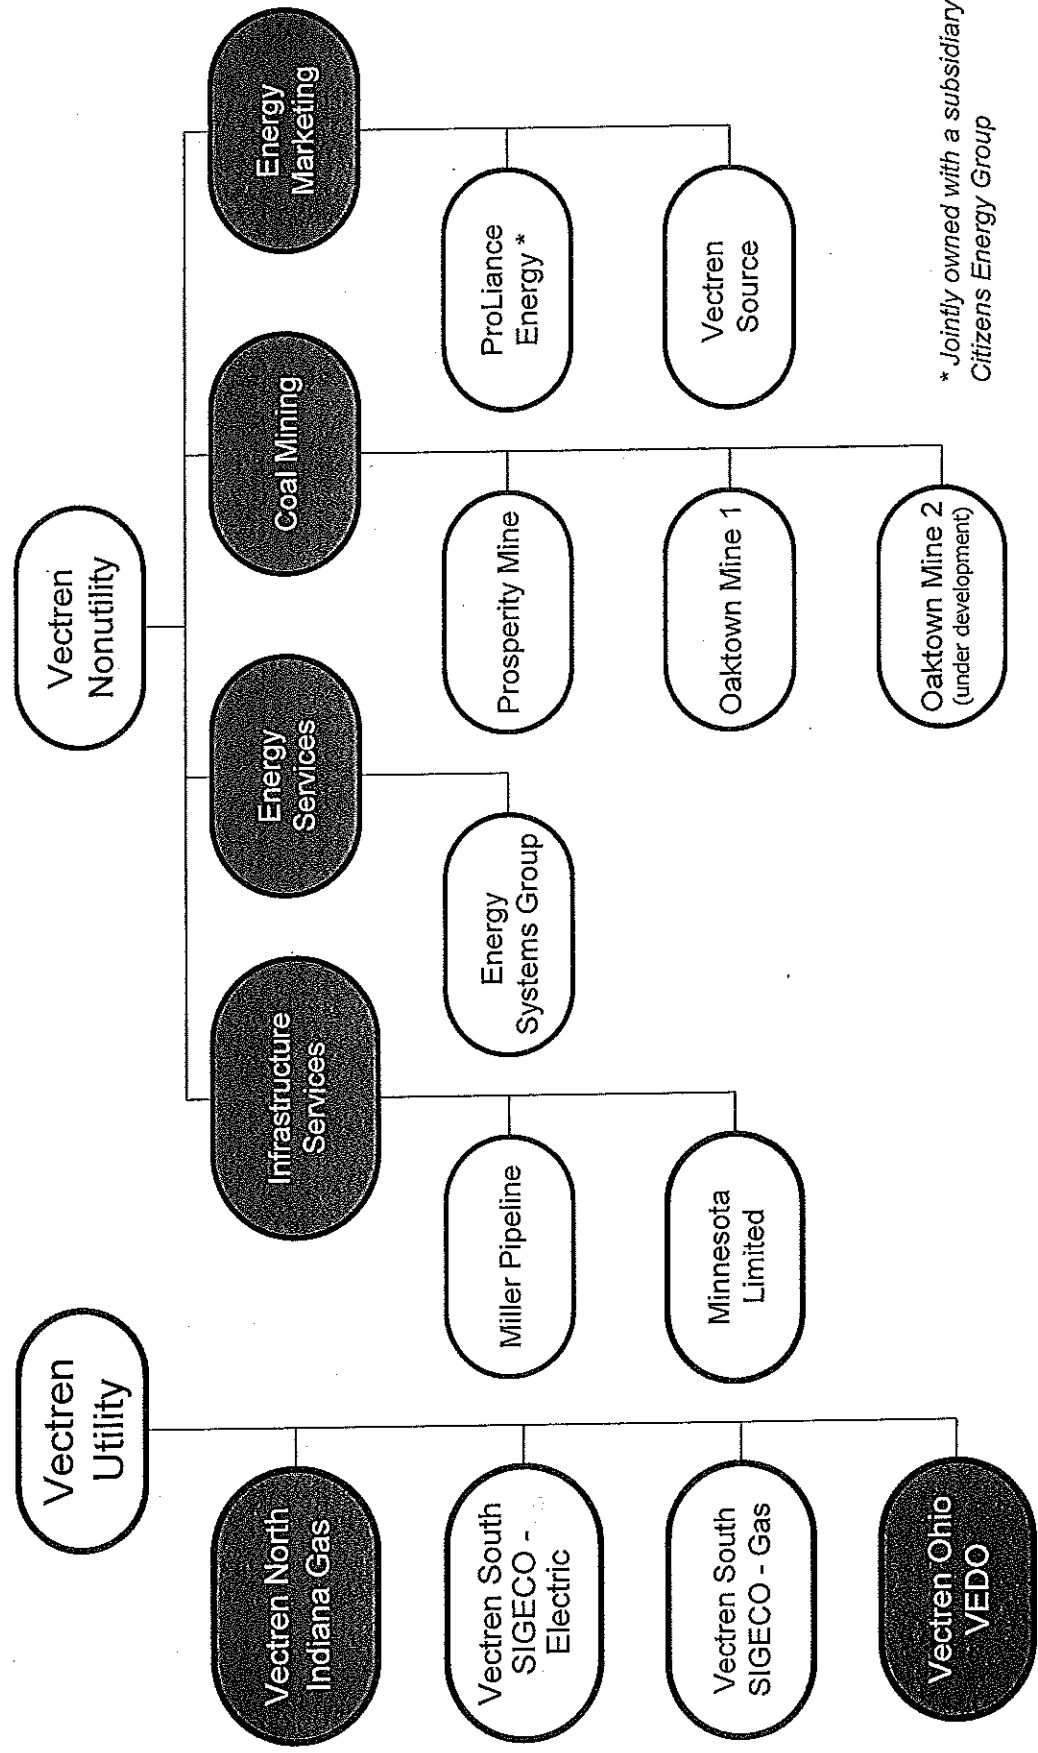 Vectren
Utility
Vectren North
Indiana Gas
Vectren South
SIGECO -
Electric
Vectren South
SIGECO - Gas
Vectren Ohio
VEDO
Vectren
Nonutility
Infrastructure
Services
Miller Pipeline
Minnesota
Limited
Energy
Services
Energy
Systems Group
Coal Mining
Prosperity Mine
Oaktown Mine 1
Oaktown Mine 2
(under development)
Energy
Marketing
ProLiance
Energy *
Vectren
Source
* Jointly owned with a subsidiary
Citizens Energy Group